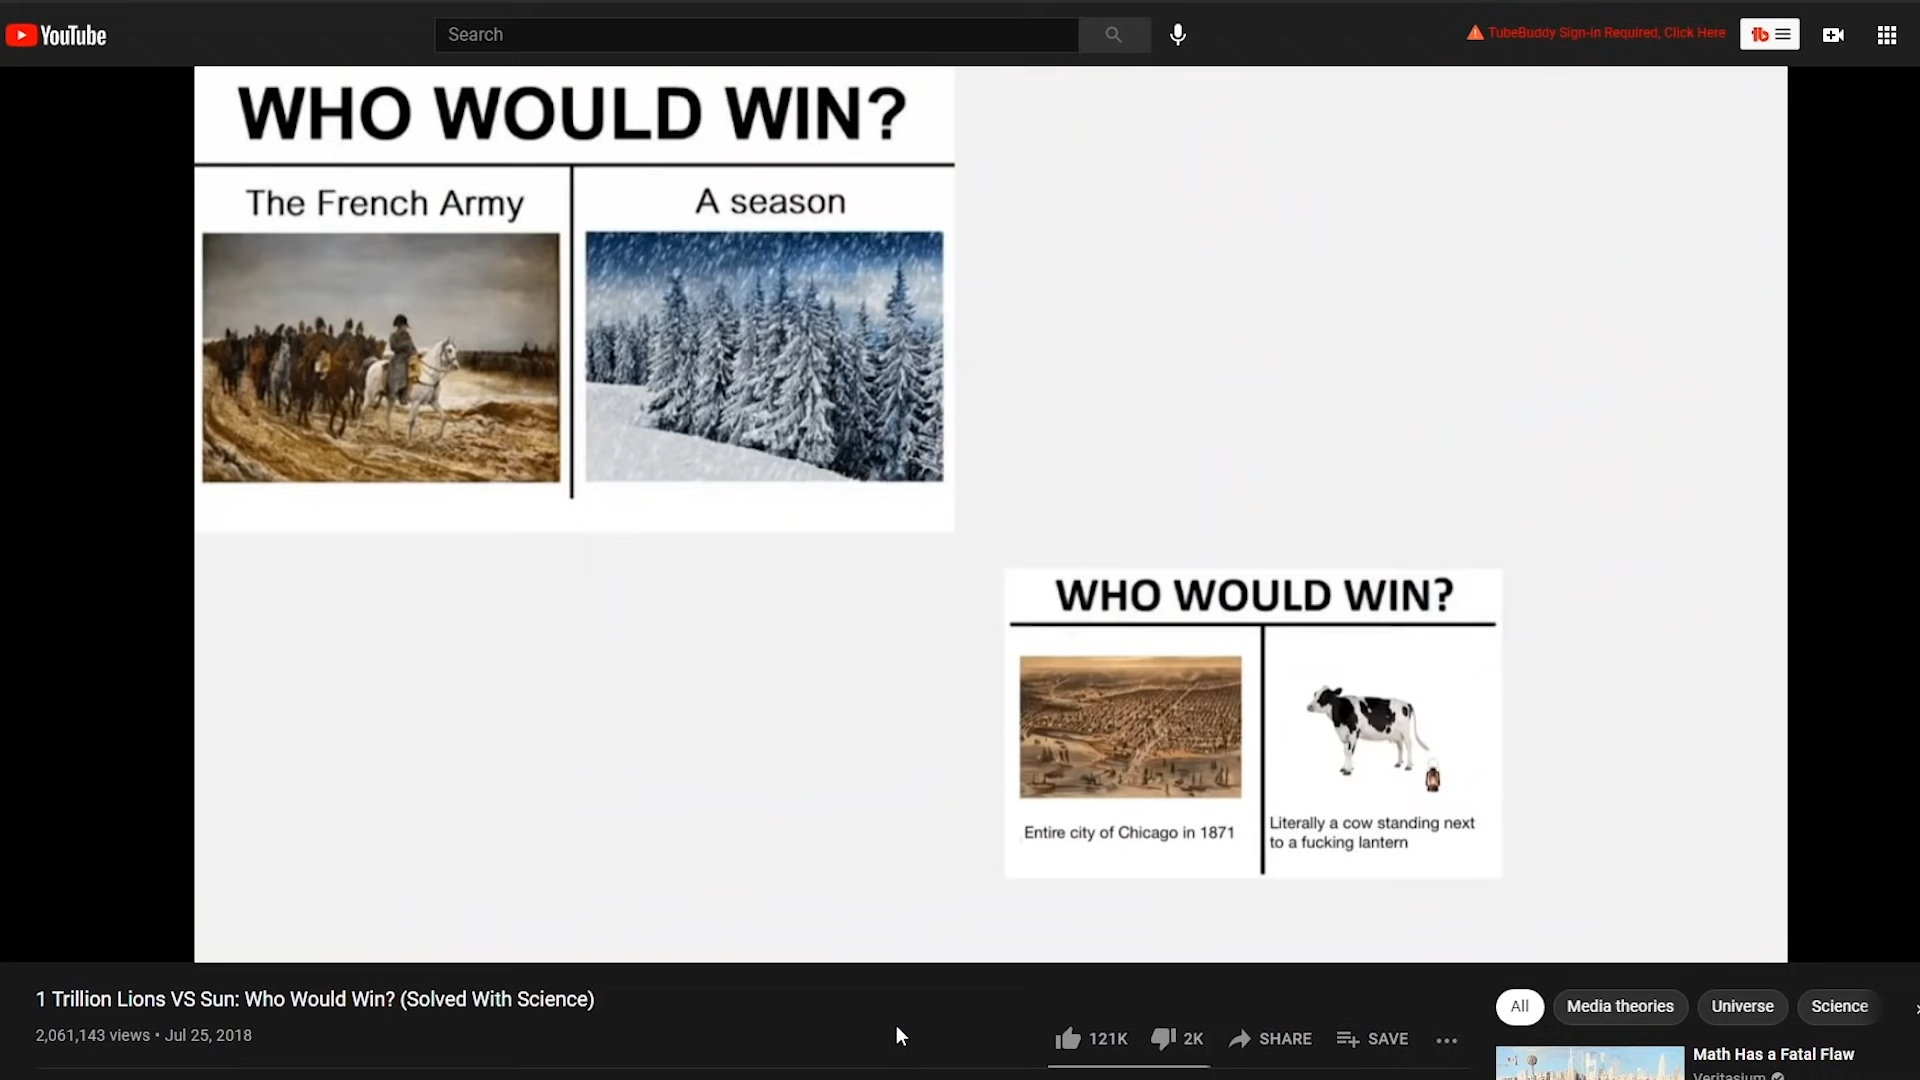 YouTube
Search
TubeBuddy Sign-in Required, Click Here
tb
WHO WOULD WIN?
The French Army
A season
WHO WOULD WIN?
Entire city of Chicago in 1871
Literally a cow standing next
to a fucking lantern
1 Trillion Lions VS Sun: Who Would Win? (Solved With Science)
2,061,143 views • Jul 25, 2018
121K
2K
SHARE
SAVE
All
Media theories
Universe
Science
Math Has a Fatal Flaw
Veritasium